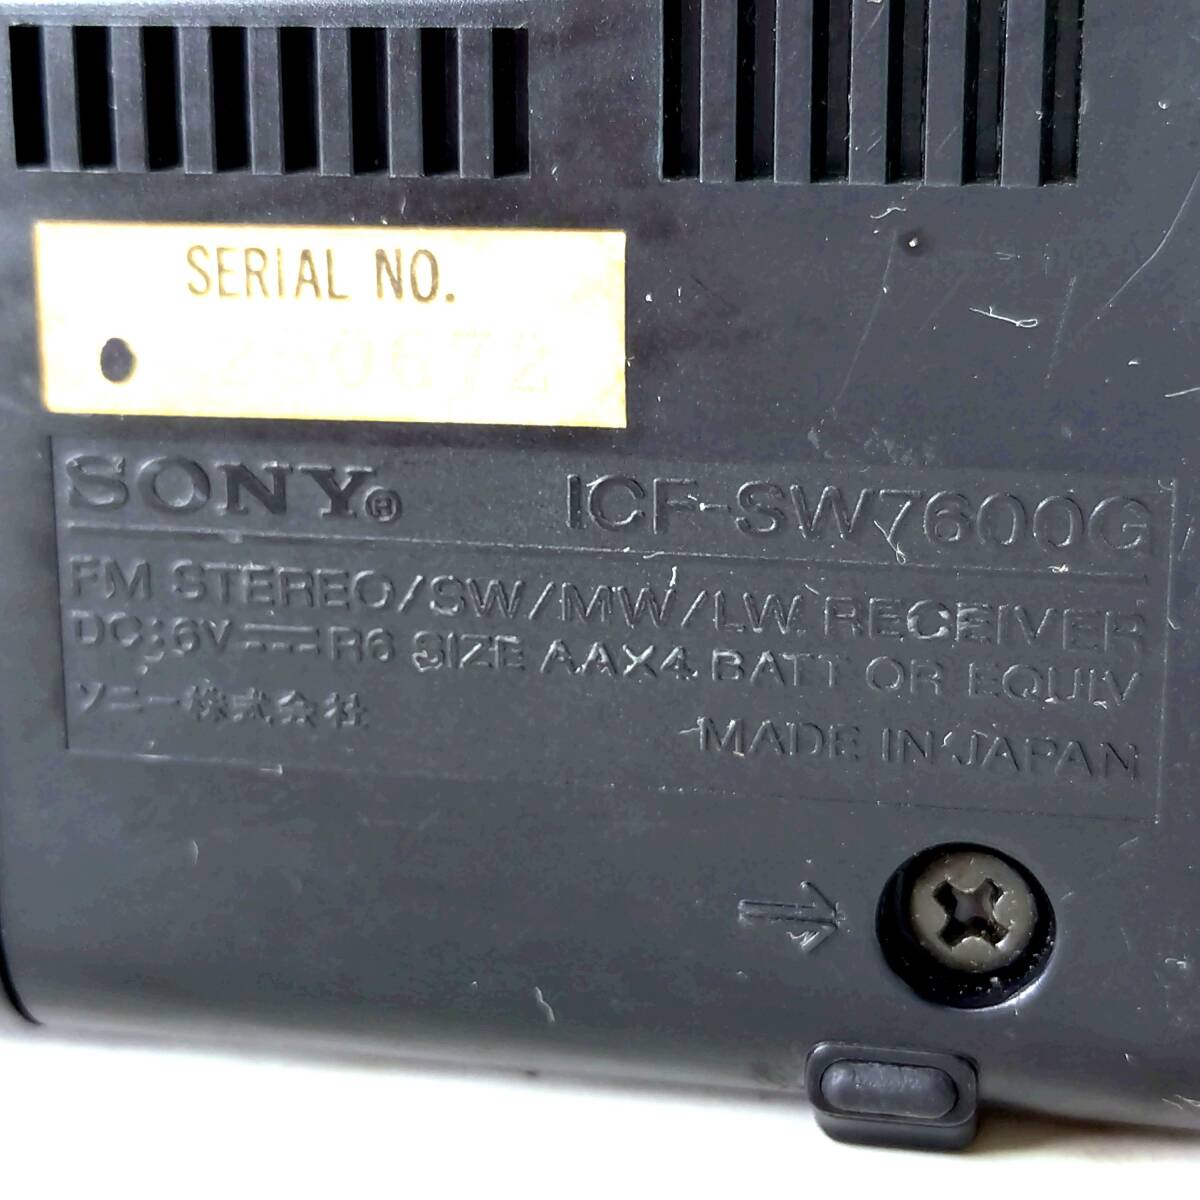 SERIAL NO.
250672
SONY®
ICF-SW7600G
FM STEREO/SW/MW/LW RECEIVER
DC:6V⎓R6 SIZE AAX4 BATT OR EQUIV
ソニー株式会社
MADE IN JAPAN